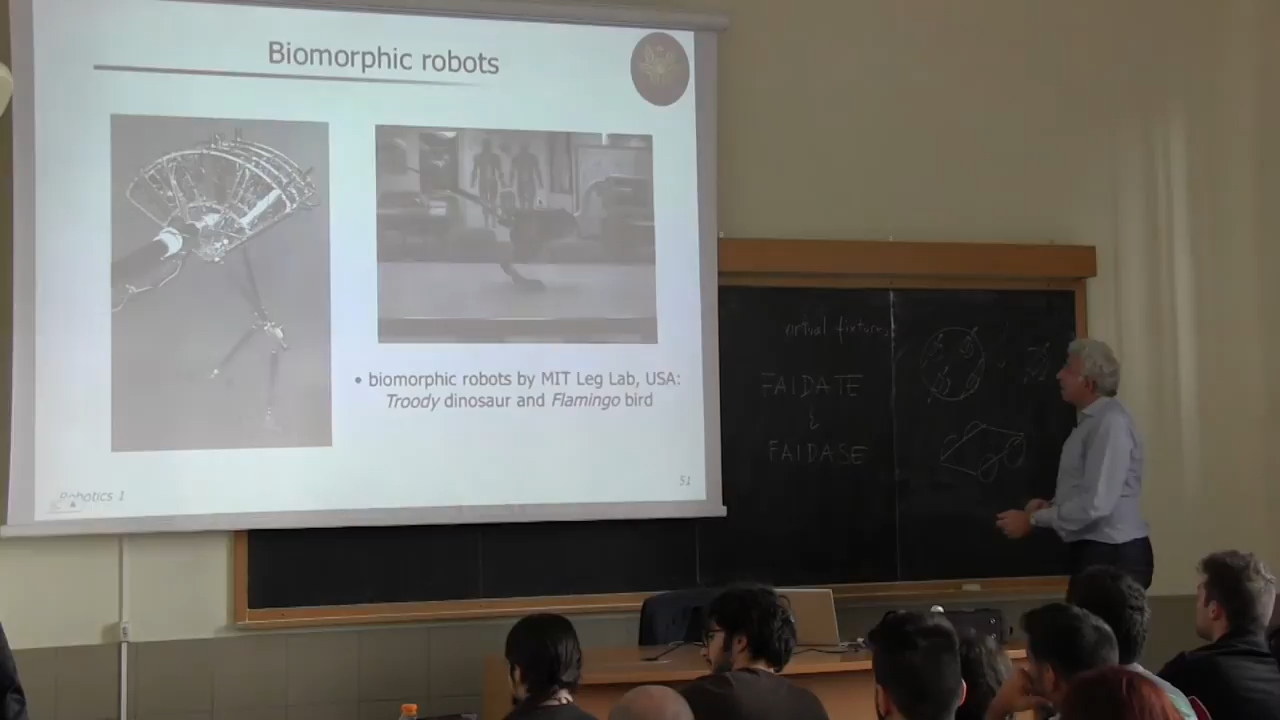 Biomorphic robots
• biomorphic robots by MIT Leg Lab, USA:
Troody dinosaur and Flamingo bird
Robotics 1
51
virtual fixtures
FAIDATE
&
FAIDASE